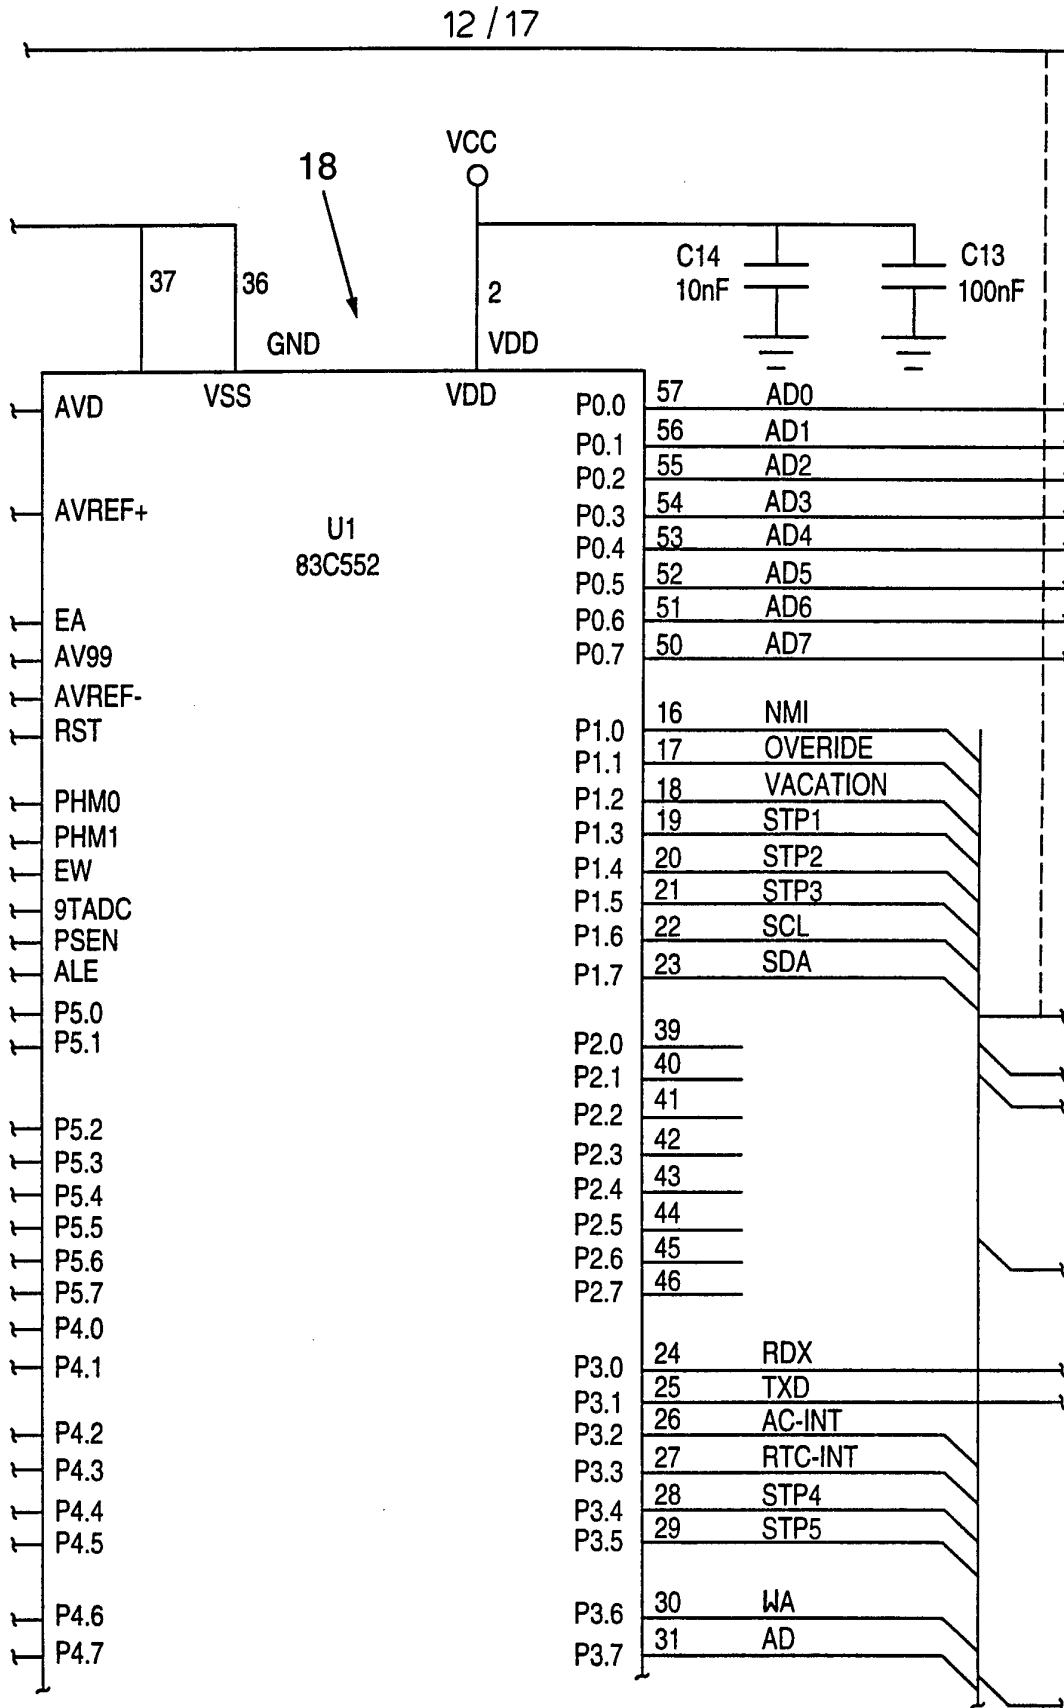 12/17
VCC
18
C14
10nF
C13
100nF
37
36
2
GND
VDD
VSS
VDD
AVD
P0.0 57 AD0
P0.1 56 AD1
P0.2 55 AD2
AVREF+
P0.3 54 AD3
U1
83C552
P0.4 53 AD4
P0.5 52 AD5
EA
P0.6 51 AD6
AV99
P0.7 50 AD7
AVREF-
RST
P1.0 16 NMI
P1.1 17 OVERIDE
PHM0
P1.2 18 VACATION
PHM1
P1.3 19 STP1
EW
P1.4 20 STP2
9TADC
P1.5 21 STP3
PSEN
P1.6 22 SCL
ALE
P1.7 23 SDA
P5.0
P5.1
P2.0 39
P2.1 40
P5.2
P2.2 41
P5.3
P2.3 42
P5.4
P2.4 43
P5.5
P2.5 44
P5.6
P2.6 45
P5.7
P2.7 46
P4.0
P4.1
P3.0 24 RDX
P3.1 25 TXD
P4.2
P3.2 26 AC-INT
P4.3
P3.3 27 RTC-INT
P4.4
P3.4 28 STP4
P4.5
P3.5 29 STP5
P4.6
P3.6 30 WA
P4.7
P3.7 31 AD